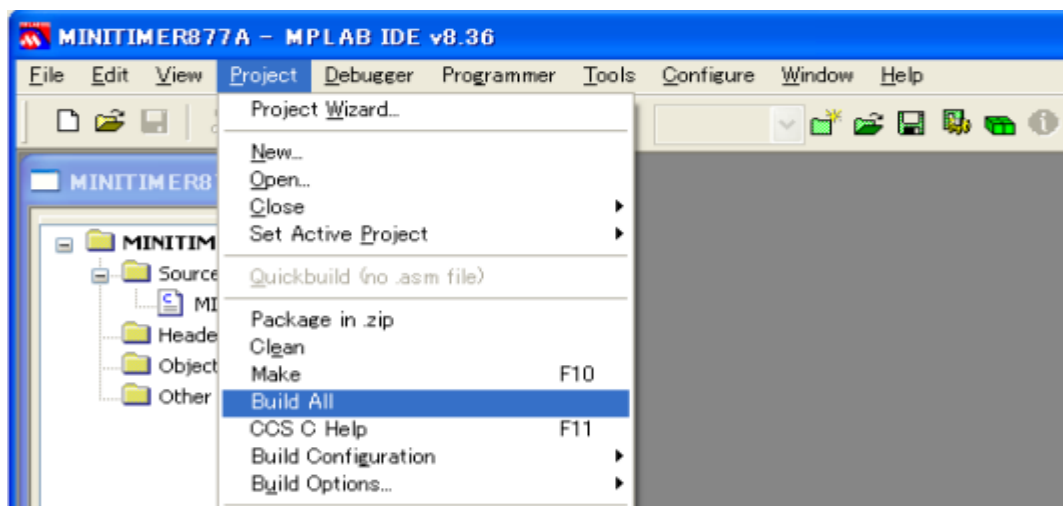 MINITIMER877A - MPLAB IDE v8.36
File Edit View Project Debugger Programmer Tools Configure Window Help
Project Wizard...
New...
Open...
Close
Set Active Project
Quickbuild (no .asm file)
Package in .zip
Clean
Make F10
Build All
CCS C Help F11
Build Configuration
Build Options...
MINITIMER8
MINITIM
Source
MI
Heade
Object
Other